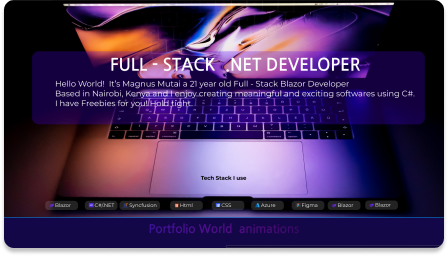 FULL - STACK .NET DEVELOPER
Hello World! It's Magnus Mutai a 21 year old Full - Stack Blazor Developer
Based in Nairobi, Kenya and I enjoy creating meaningful and exciting softwares using C#.
I have Freebies for you!Hold tight.
Tech Stack I use
Blazor C#/NET Syncfusion Html CSS Azure Figma Blazor Blazor
Portfolio World animations